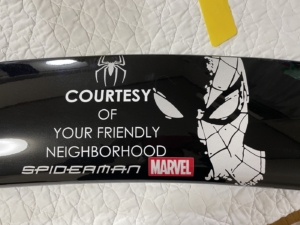 COURTESY
OF
YOUR FRIENDLY
NEIGHBORHOOD
SPIDERMAN MARVEL